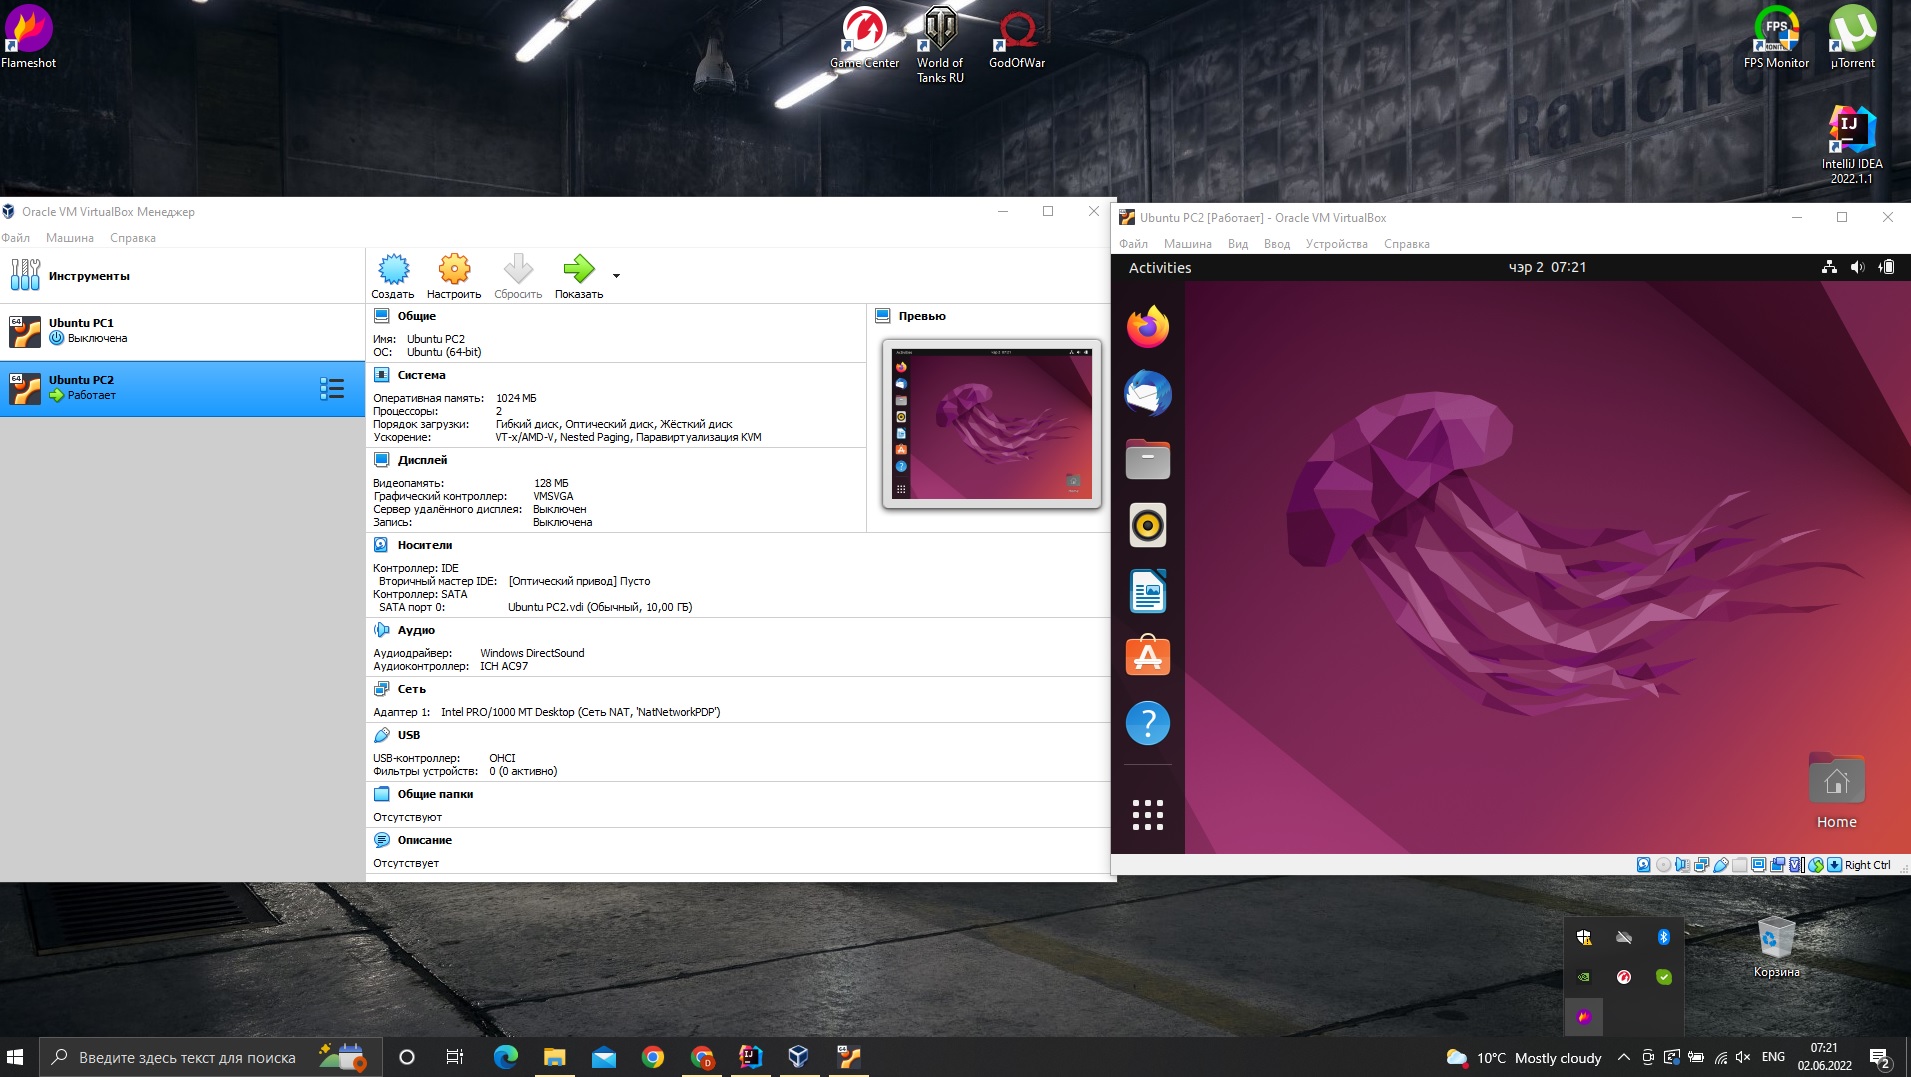 Flameshot
Game Center
World of
Tanks RU
GodOfWar
FPS
FPS Monitor
µTorrent
IJ
IntelliJ IDEA
2022.1.1
Oracle VM VirtualBox Менеджер
Файл Машина Справка
Инструменты
64
Ubuntu PC1
Выключена
64
Ubuntu PC2
Работает
Создать Настроить Сбросить Показать
Общие
Имя: Ubuntu PC2
ОС: Ubuntu (64-bit)
Система
Оперативная память: 1024 МБ
Процессоры: 2
Порядок загрузки: Гибкий диск, Оптический диск, Жёсткий диск
Ускорение: VT-x/AMD-V, Nested Paging, Паравиртуализация KVM
Дисплей
Видеопамять: 128 МБ
Графический контроллер: VMSVGA
Сервер удалённого дисплея: Выключен
Запись: Выключена
Превью
Носители
Контроллер: IDE
Вторичный мастер IDE: [Оптический привод] Пусто
Контроллер: SATA
SATA порт 0: Ubuntu PC2.vdi (Обычный, 10,00 ГБ)
Аудио
Аудиодрайвер: Windows DirectSound
Аудиоконтроллер: ICH AC97
Сеть
Адаптер 1: Intel PRO/1000 MT Desktop (Сеть NAT, 'NatNetworkPDP')
USB
USB-контроллер: OHCI
Фильтры устройств: 0 (0 активно)
Общие папки
Отсутствуют
Описание
Отсутствует
Ubuntu PC2 [Работает] - Oracle VM VirtualBox
Файл Машина Вид Ввод Устройства Справка
Activities
чэр 2 07:21
Home
Right Ctrl
Корзина
Введите здесь текст для поиска
10°C Mostly cloudy
ENG
07:21
02.06.2022
2